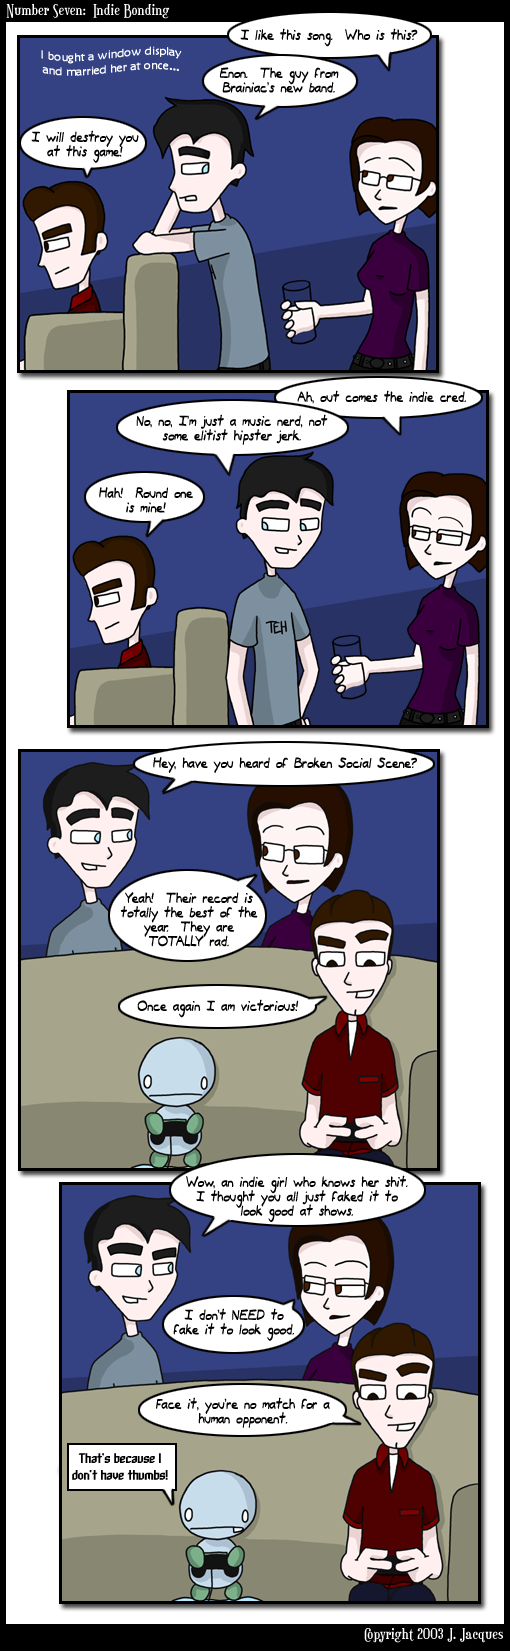 Number Seven: Indie Bonding
I like this song. Who is this?
I bought a window display
and married her at once...
Enon. The guy from
Brainiac's new band.
I will destroy you
at this game!
Ah, out comes the indie cred.
No, no, I'm just a music nerd, not
some elitist hipster jerk.
Hah! Round one
is mine!
TEH
Hey, have you heard of Broken Social Scene?
Yeah! Their record is
totally the best of the
year. They are
TOTALLY rad.
Once again I am victorious!
Wow, an indie girl who knows her shit.
I thought you all just faked it to
look good at shows.
I don't NEED to
fake it to look good.
Face it, you're no match for a
human opponent.
That's because I
don't have thumbs!
Copyright 2003 J. Jacques